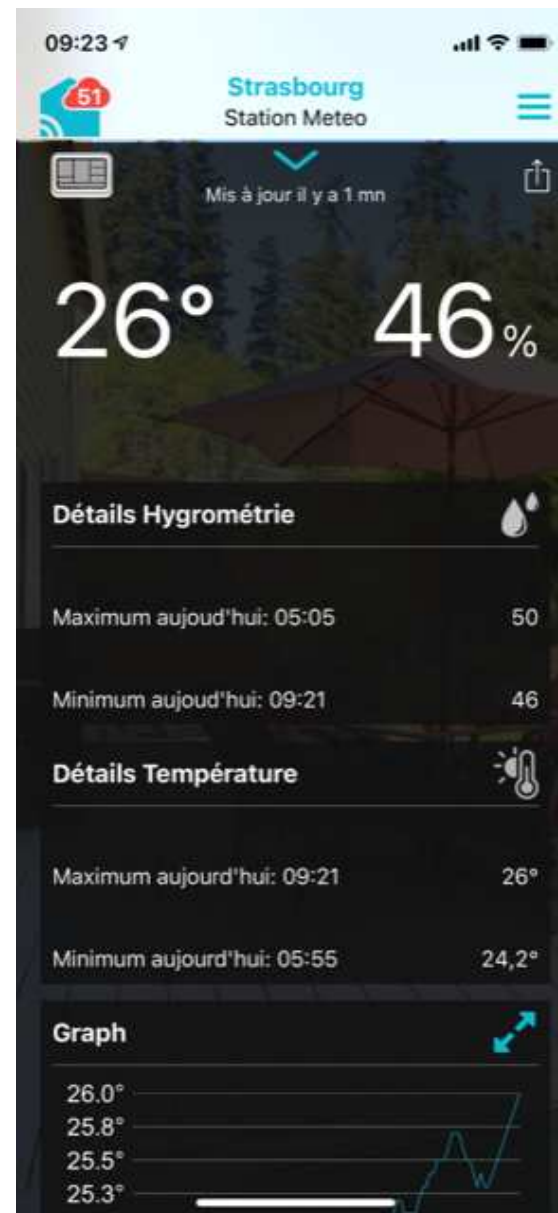 09:23
51
Strasbourg
Station Meteo
Mis à jour il y a 1 mn
26° 46%
Détails Hygrométrie
Maximum aujoud'hui: 05:05 50
Minimum aujoud'hui: 09:21 46
Détails Température
Maximum aujourd'hui: 09:21 26°
Minimum aujourd'hui: 05:55 24,2°
Graph
26.0°
25.8°
25.5°
25.3°